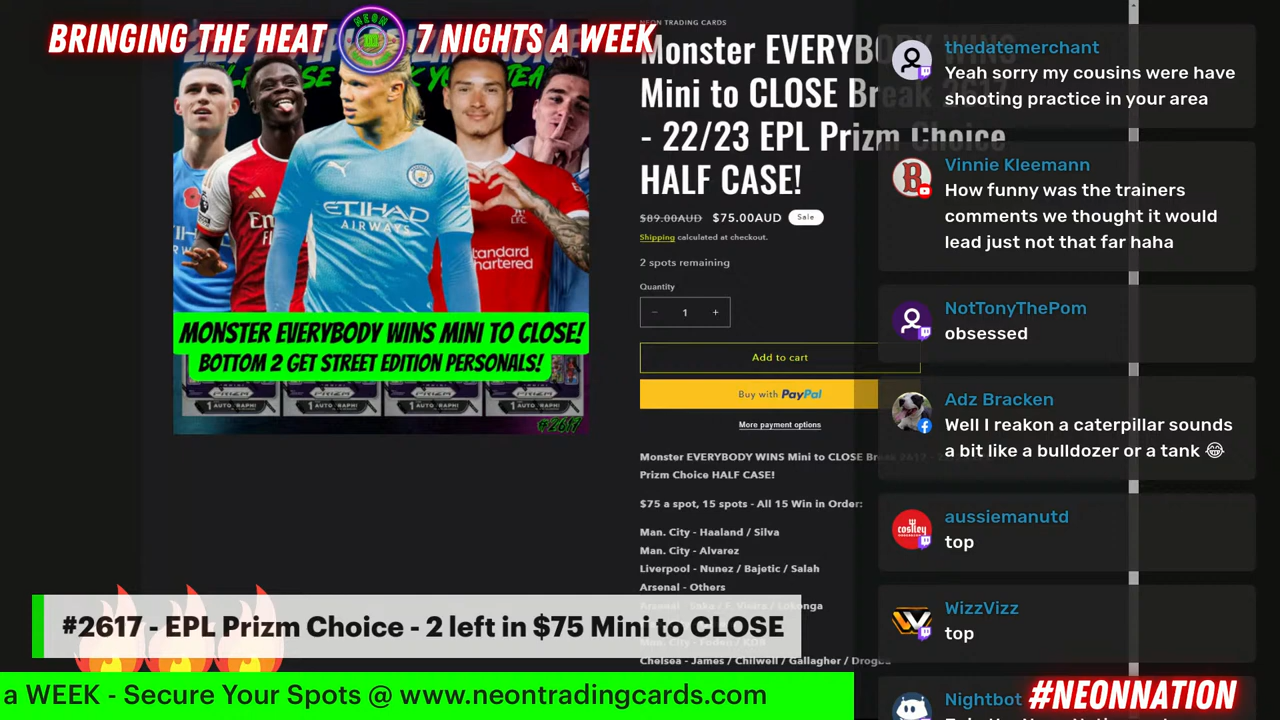 BRINGING THE HEAT
NEON
7 NIGHTS A WEEK
NEON TRADING CARDS
Monster EVERYBODY WINS
Mini to CLOSE Break 2617
- 22/23 EPL Prizm Choice
HALF CASE!
$89.00AUD $75.00AUD Sale
Shipping calculated at checkout.
2 spots remaining
Quantity
− 1 +
Add to cart
Buy with PayPal
More payment options
Monster EVERYBODY WINS Mini to CLOSE Break
Prizm Choice HALF CASE!
$75 a spot, 15 spots - All 15 Win in Order:
Man. City - Haaland / Silva
Man. City - Alvarez
Liverpool - Nunez / Bajetic / Salah
Arsenal - Others
Chelsea - James / Chilwell / Gallagher / Drogba
ETIHAD
AIRWAYS
MONSTER EVERYBODY WINS MINI TO CLOSE!
BOTTOM 2 GET STREET EDITION PERSONALS!
#2617
thedatemerchant
Yeah sorry my cousins were have
shooting practice in your area
Vinnie Kleemann
How funny was the trainers
comments we thought it would
lead just not that far haha
NotTonyThePom
obsessed
Adz Bracken
Well I reakon a caterpillar sounds
a bit like a bulldozer or a tank 😂
aussiemanutd
top
WizzVizz
top
Nightbot
#2617 - EPL Prizm Choice - 2 left in $75 Mini to CLOSE
a WEEK - Secure Your Spots @ www.neontradingcards.com
#NEONNATION